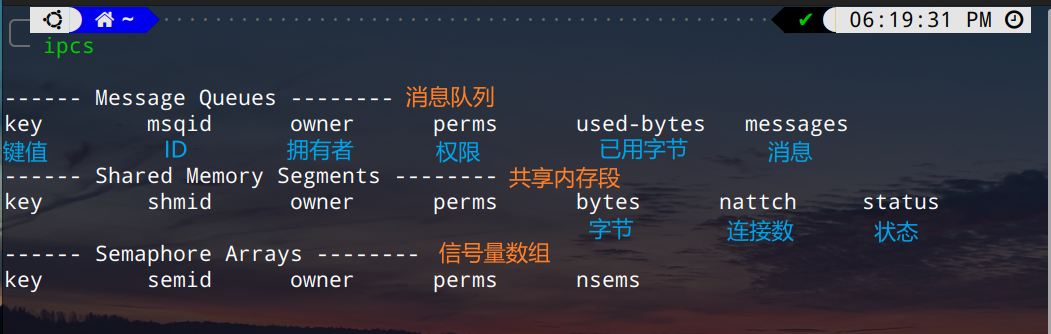 ~ ✔ 06:19:31 PM
ipcs
------ Message Queues -------- 消息队列
key msqid owner perms used-bytes messages
键值 ID 拥有者 权限 已用字节 消息
------ Shared Memory Segments -------- 共享内存段
key shmid owner perms bytes nattch status
字节 连接数 状态
------ Semaphore Arrays -------- 信号量数组
key semid owner perms nsems